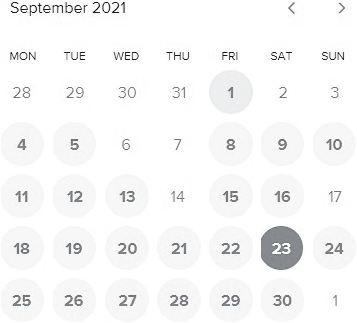 September 2021
MON TUE WED THU FRI SAT SUN
28 29 30 31 1 2 3
4 5 6 7 8 9 10
11 12 13 14 15 16 17
18 19 20 21 22 23 24
25 26 27 28 29 30 1